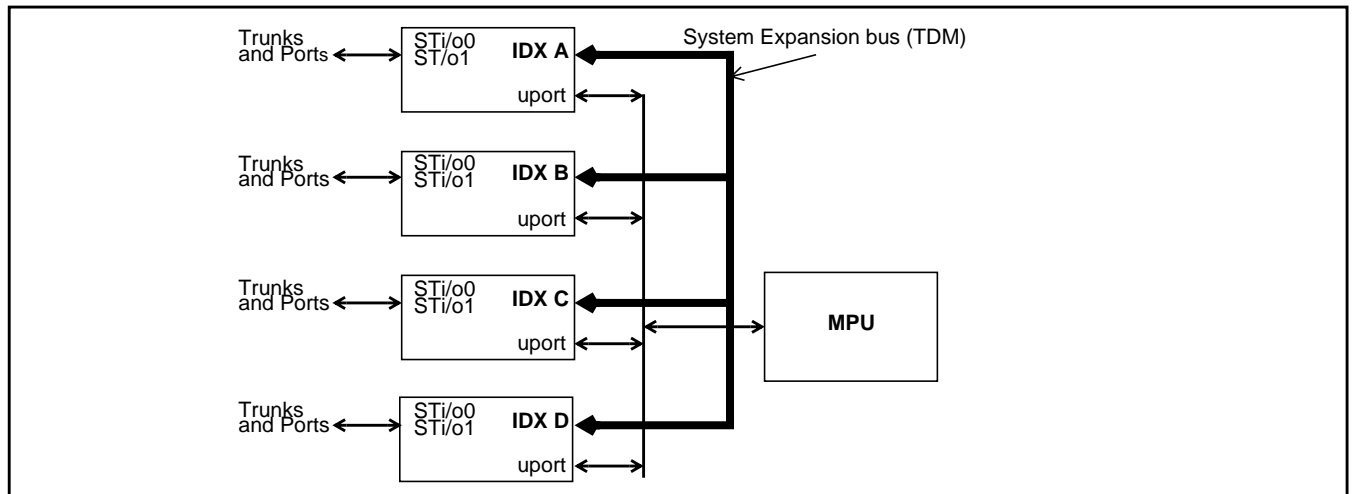 System Expansion bus (TDM)
Trunks
and Ports
STi/o0
ST/o1
IDX A
uport
Trunks
and Ports
STi/o0
STi/o1
IDX B
uport
Trunks
and Ports
STi/o0
STi/o1
IDX C
uport
MPU
Trunks
and Ports
STi/o0
STi/o1
IDX D
uport